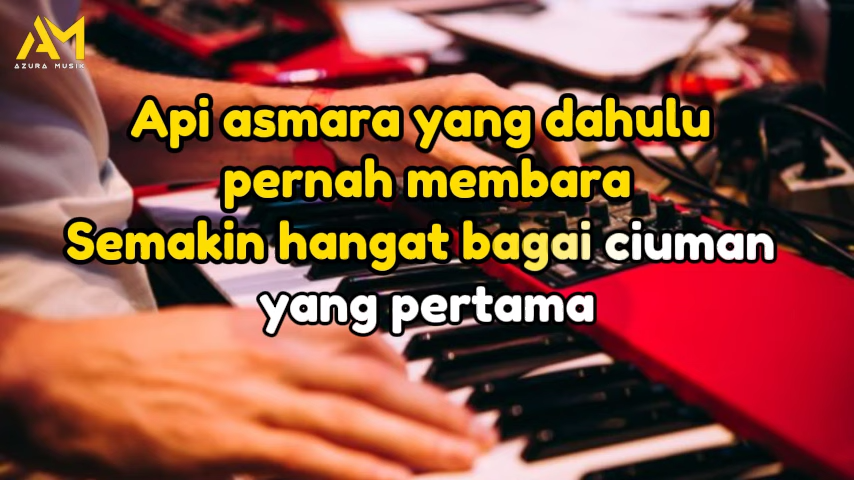 AM
AZURA MUSIK
Api asmara yang dahulu
pernah membara
Semakin hangat bagai ciuman
yang pertama